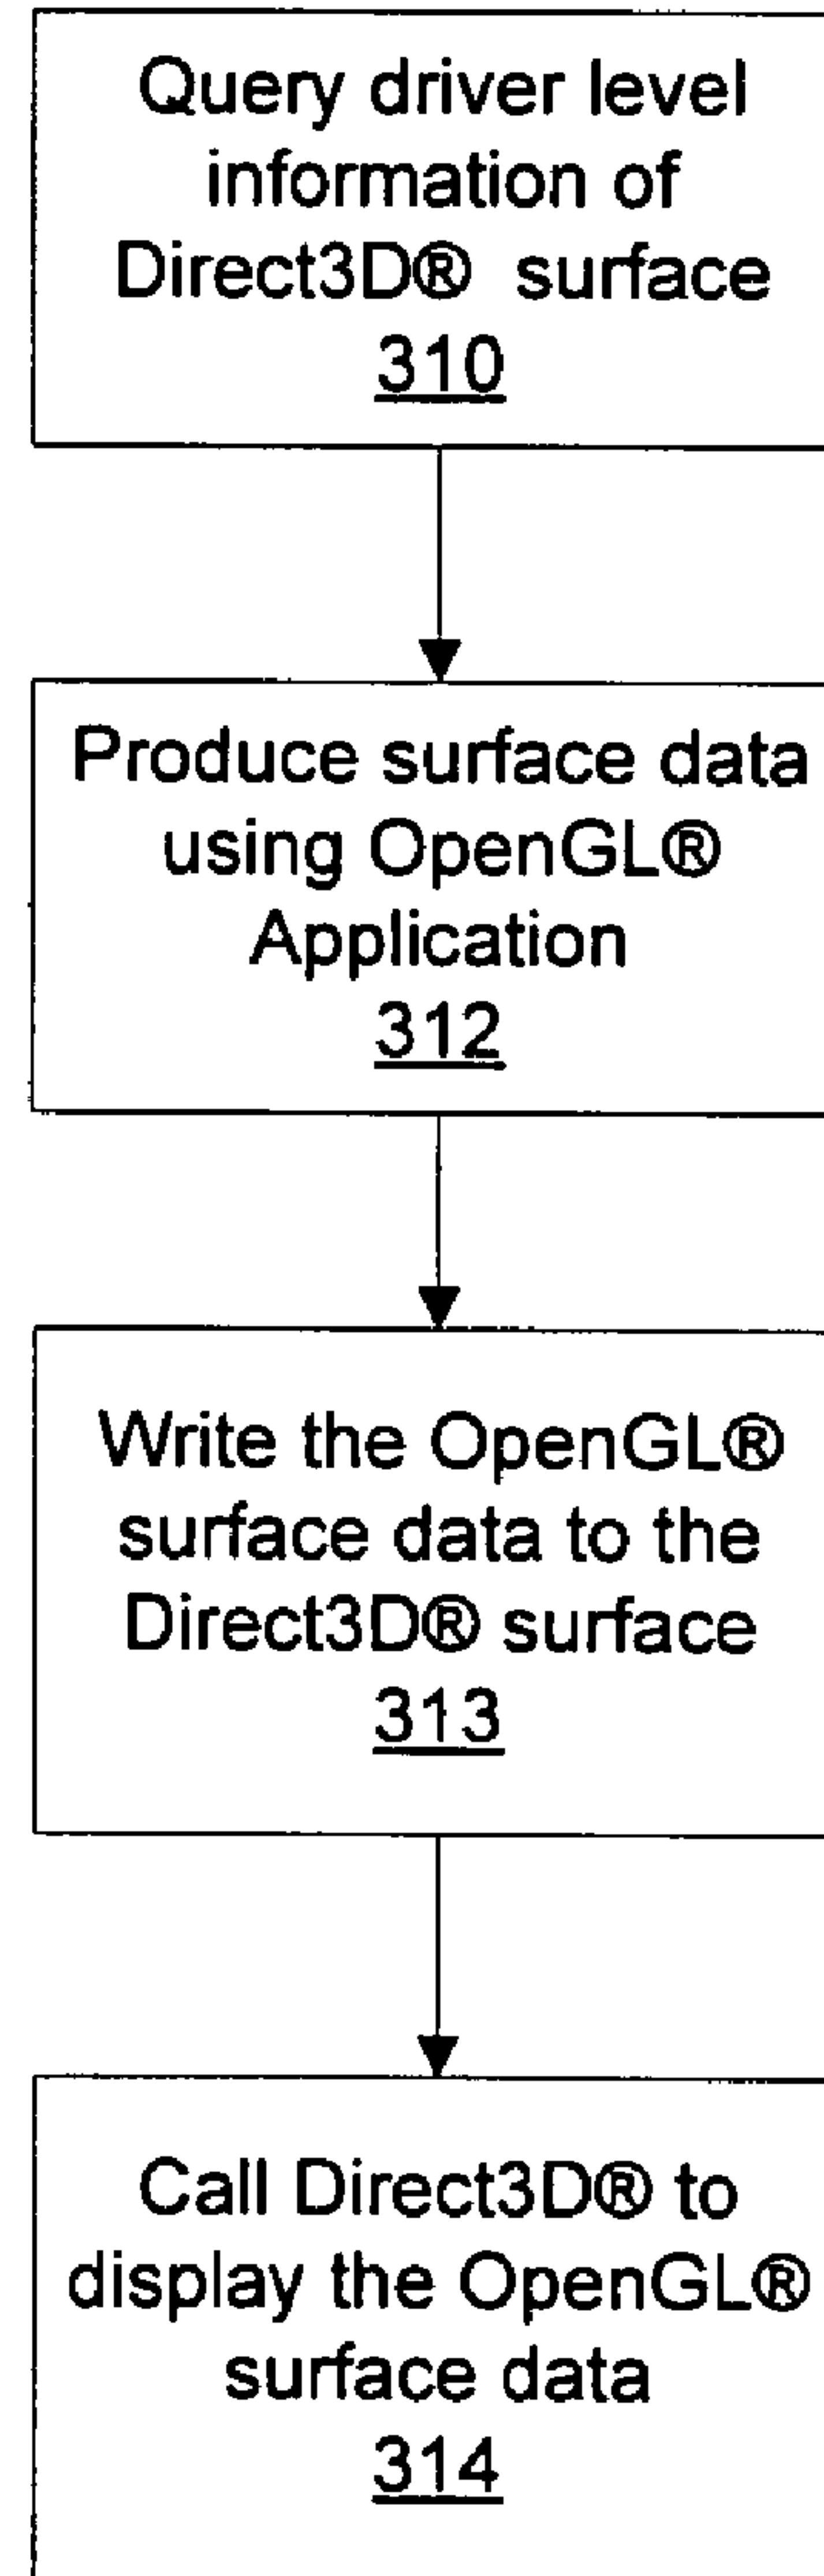 Query driver level
information of
Direct3D® surface
310
Produce surface data
using OpenGL®
Application
312
Write the OpenGL®
surface data to the
Direct3D® surface
313
Call Direct3D® to
display the OpenGL®
surface data
314